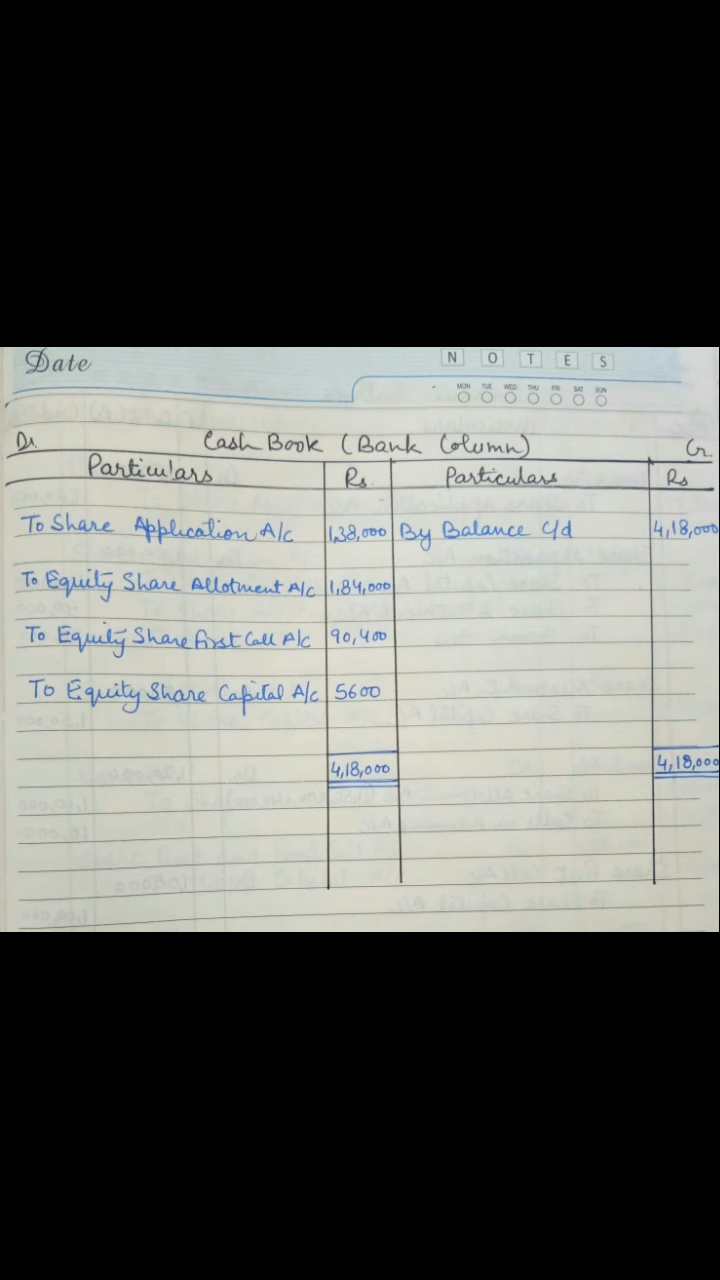 Date
N O T E S
MON TUE WED THU FRI SAT SUN
Dr. Cash Book (Bank Column) Cr.
Particulars Rs. Particulars Rs
To Share Application A/c 1,38,000 By Balance c/d 4,18,000
To Equity Share Allotment A/c 1,84,000
To Equity Share First Call A/c 90,400
To Equity Share Capital A/c 5600
4,18,000 4,18,000